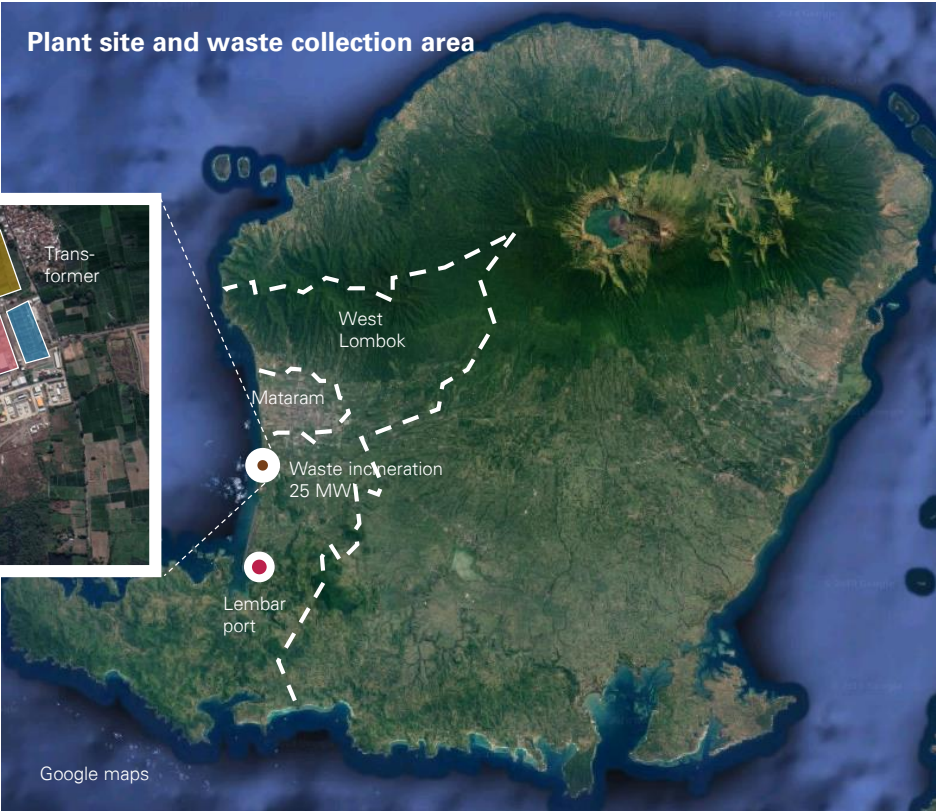 Plant site and waste collection area
Trans-
former
West
Lombok
Mataram
Waste incineration
25 MW
Lembar
port
Google maps